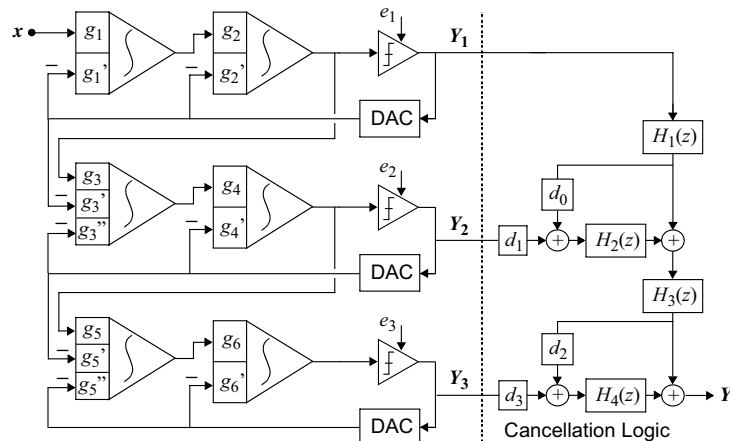 x g1 g2 e1 Y1
g1’ g2’
DAC
H1(z)
g3 g4 e2 d0
g3’
g3’’ g4’ Y2 d1 + H2(z) +
DAC
H3(z)
g5 g6 e3 d2
g5’
g5’’ g6’ Y3 d3 + H4(z) + Y
DAC Cancellation Logic